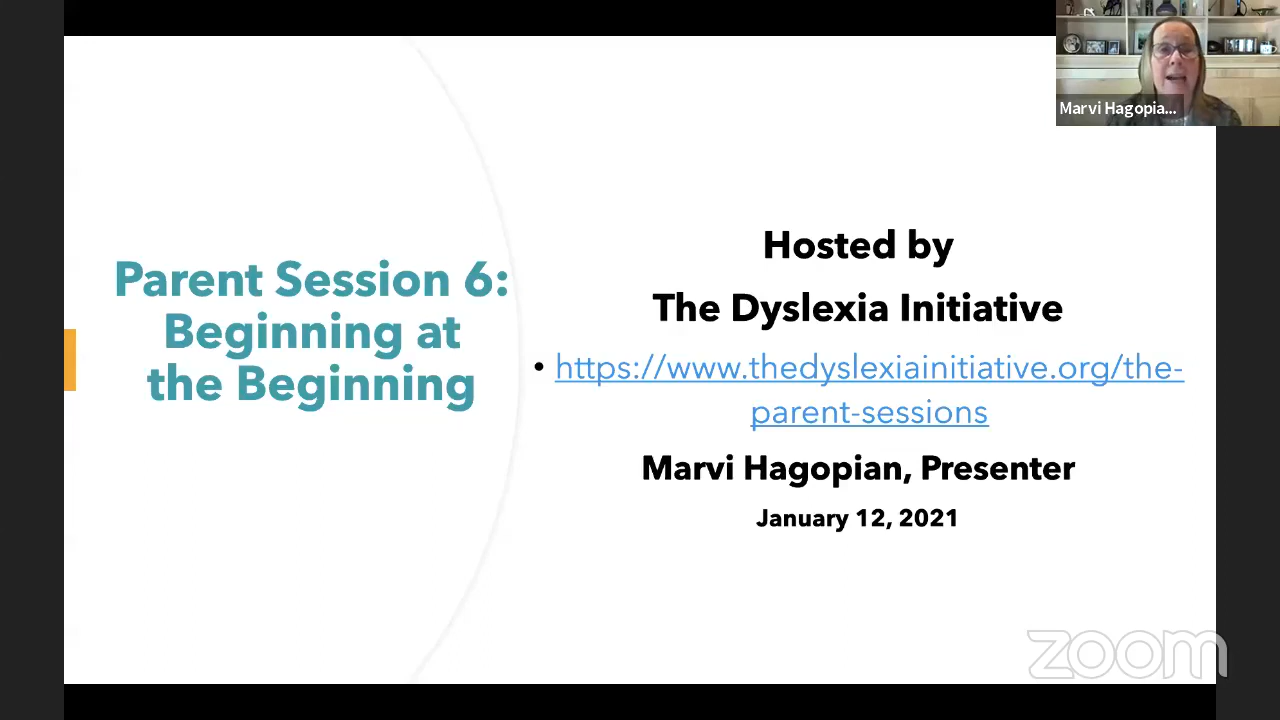 Marvi Hagopia...
Parent Session 6:
Beginning at
the Beginning
Hosted by
The Dyslexia Initiative
• https://www.thedyslexiainitiative.org/the-
parent-sessions
Marvi Hagopian, Presenter
January 12, 2021
zoom